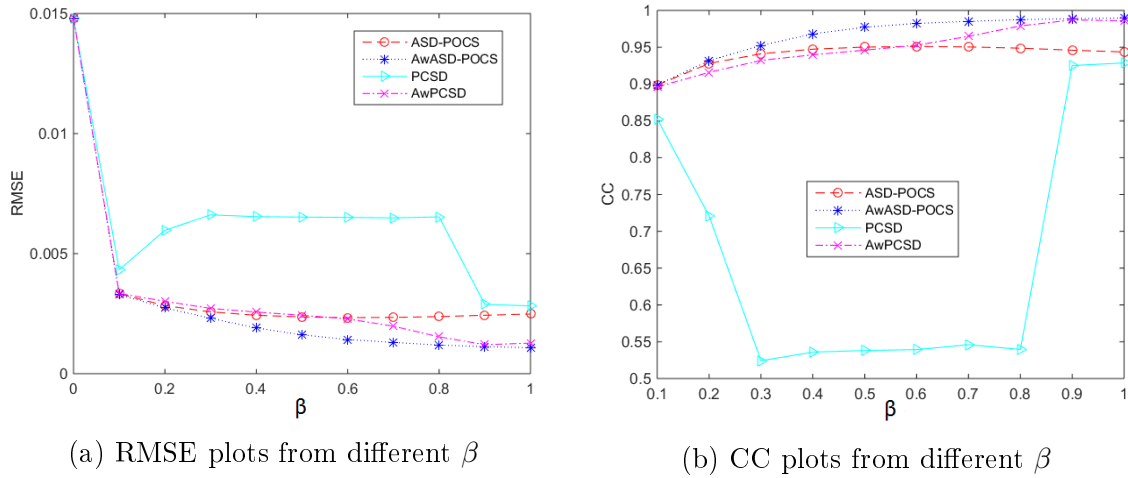 0.015
0.01
0.005
0
RMSE
0
0.2
0.4
0.6
0.8
1
β
ASD-POCS
AwASD-POCS
PCSD
AwPCSD
(a) RMSE plots from different β
1
0.95
0.9
0.85
0.8
0.75
0.7
0.65
0.6
0.55
0.5
CC
0.1
0.2
0.3
0.4
0.5
0.6
0.7
0.8
0.9
1
β
ASD-POCS
AwASD-POCS
PCSD
AwPCSD
(b) CC plots from different β